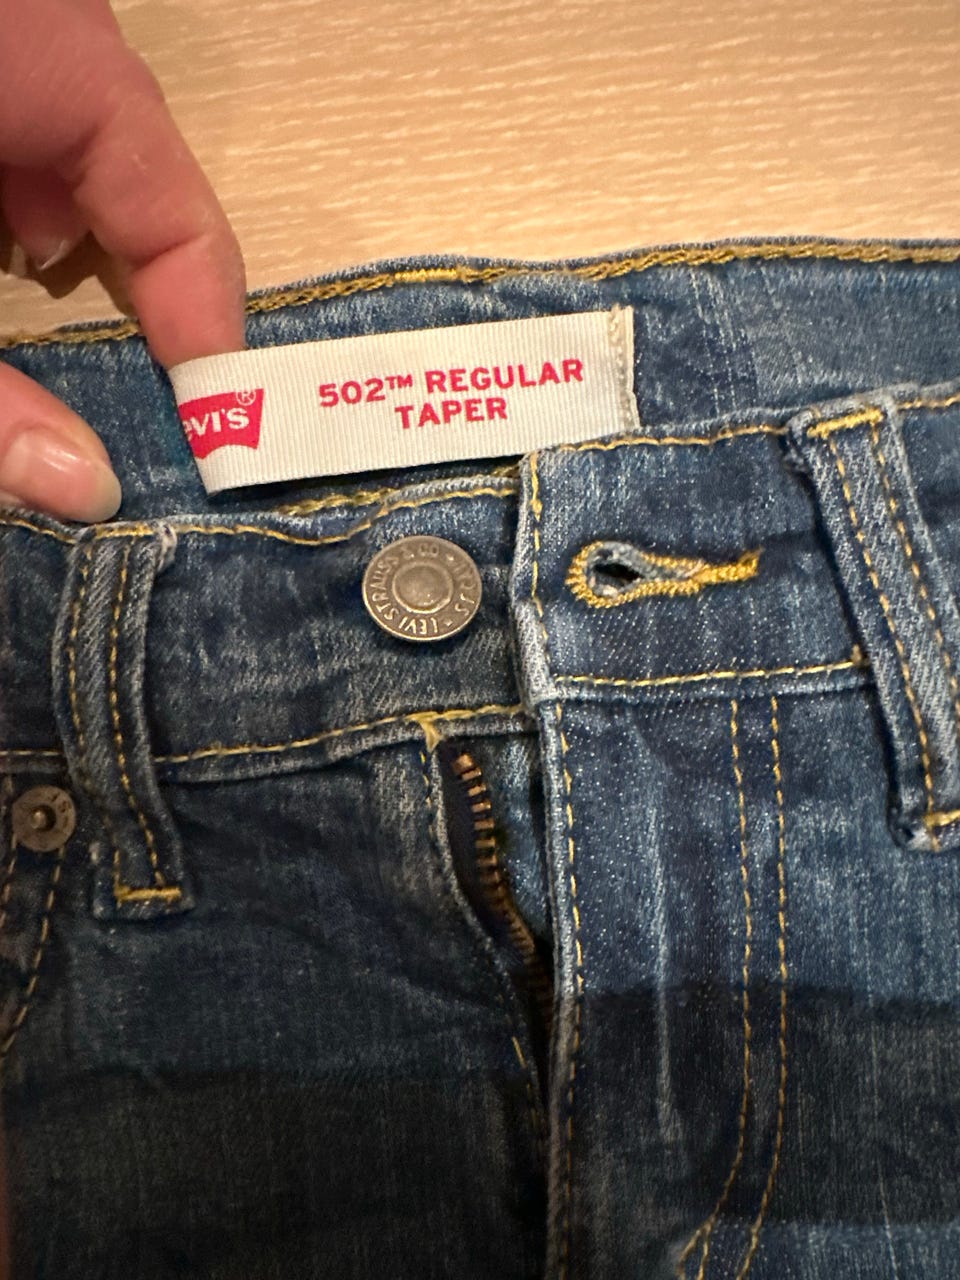 EVI'S®
502™ REGULAR
TAPER
LEVI STRAUSS & CO